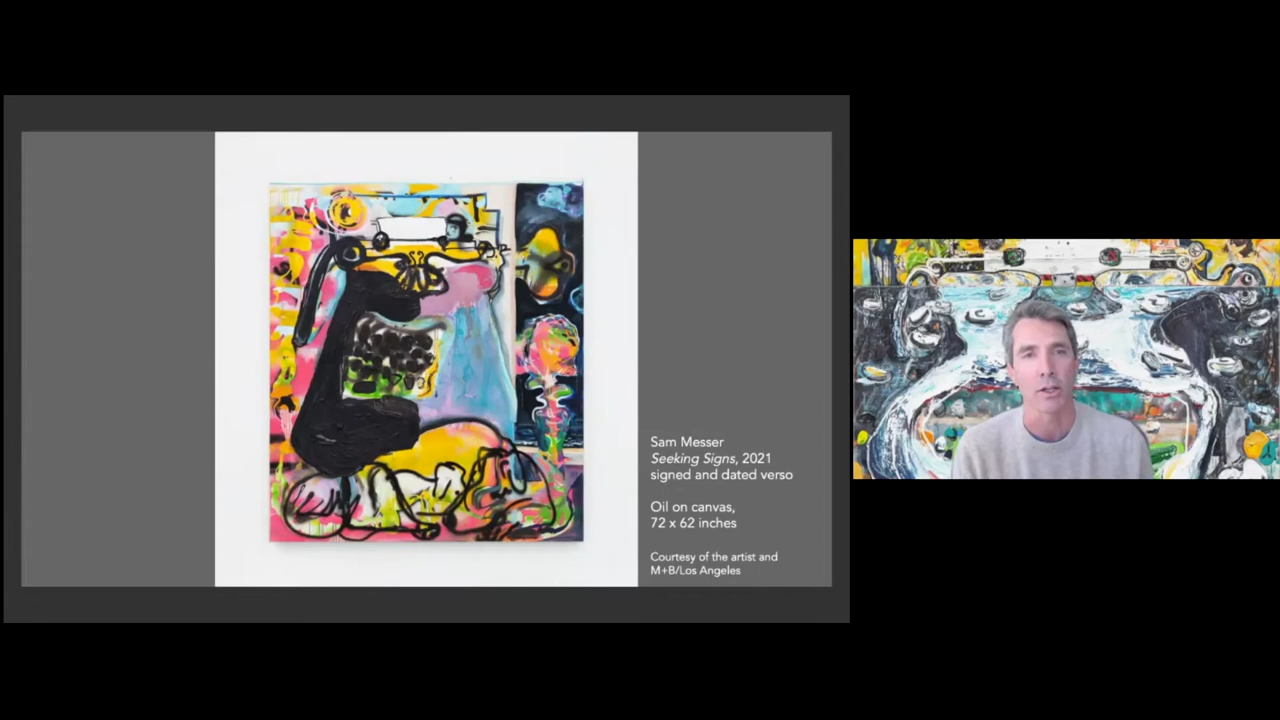 Sam Messer
Seeking Signs, 2021
signed and dated verso
Oil on canvas,
72 x 62 inches
Courtesy of the artist and
M+B/Los Angeles